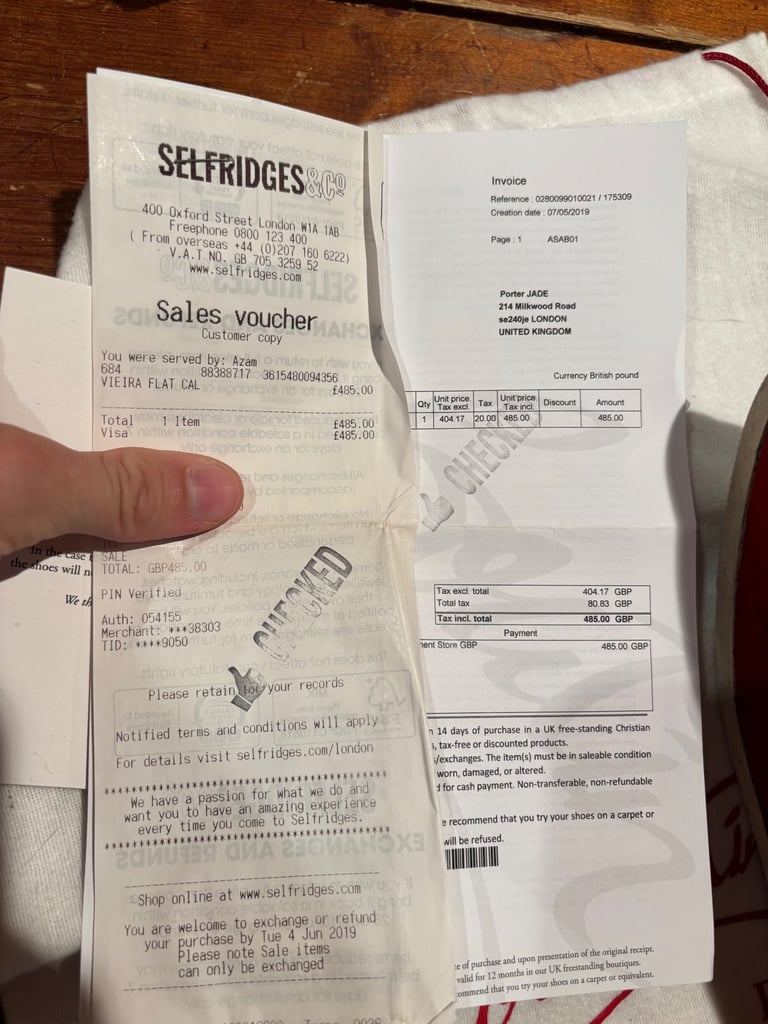 SELFRIDGES&CO
400 Oxford Street London W1A 1AB
Freephone 0800 123 400
( From overseas +44 (0)207 160 6222)
V.A.T NO. GB 705 3259 52
www.selfridges.com
Sales voucher
Customer copy
You were served by: Azam
684 88388717 3615480094356
VIEIRA FLAT CAL £485.00
Total 1 Item £485.00
Visa £485.00
SALE
TOTAL: GBP485.00
PIN Verified
Auth: 054155
Merchant: ***38303
TID: ****9050
CHECKED
Please retain for your records
Notified terms and conditions will apply
For details visit selfridges.com/london
We have a passion for what we do and
want you to have an amazing experience
every time you come to Selfridges.
Shop online at www.selfridges.com
You are welcome to exchange or refund
your purchase by Tue 4 Jun 2019
Please note Sale items
can only be exchanged
In the case
the shoes will
Invoice
Reference : 0280099010021 / 175309
Creation date : 07/05/2019
Page : 1 ASAB01
Porter JADE
214 Milkwood Road
se240je LONDON
UNITED KINGDOM
Currency British pound
Qty Unit price. Tax excl. Tax Unit price. Tax incl. Discount Amount
1 404.17 20.00 485.00 485.00
CHECKED
Tax excl. total 404.17 GBP
Total tax 80.83 GBP
Tax incl. total 485.00 GBP
Payment
Store GBP 485.00 GBP
14 days of purchase in a UK free-standing Christian
, tax-free or discounted products.
/exchanges. The item(s) must be in saleable condition
worn, damaged, or altered.
for cash payment. Non-transferable, non-refundable
recommend that you try your shoes on a carpet or
will be refused.
of purchase and upon presentation of the original receipt.
valid for 12 months in our UK freestanding boutiques.
that you try your shoes on a carpet or equivalent.